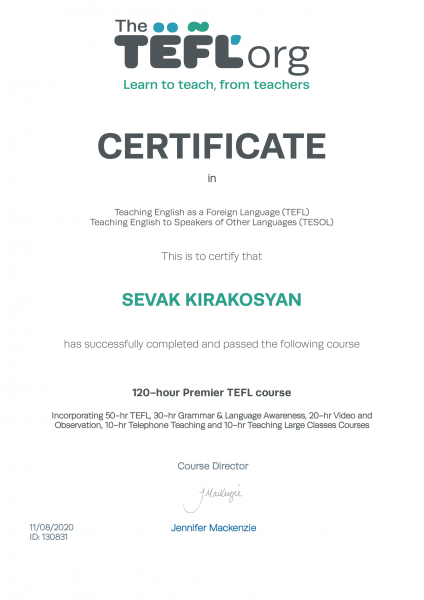 The
TEFL org
Learn to teach, from teachers
CERTIFICATE
in
Teaching English as a Foreign Language (TEFL)
Teaching English to Speakers of Other Languages (TESOL)
This is to certify that
SEVAK KIRAKOSYAN
has successfully completed and passed the following course
120-hour Premier TEFL course
Incorporating 50-hr TEFL, 30-hr Grammar & Language Awareness, 20-hr Video and
Observation, 10-hr Telephone Teaching and 10-hr Teaching Large Classes Courses
Course Director
JMacKenzie
11/08/2020
Jennifer Mackenzie
ID: 130831